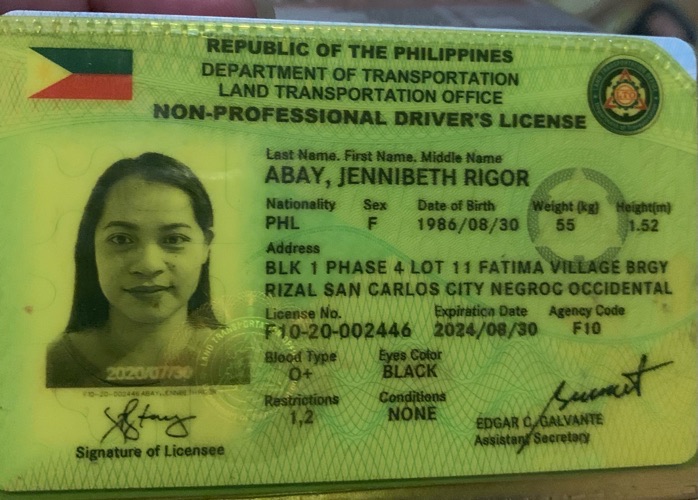 REPUBLIC OF THE PHILIPPINES
DEPARTMENT OF TRANSPORTATION
LAND TRANSPORTATION OFFICE
NON-PROFESSIONAL DRIVER'S LICENSE
Last Name. First Name. Middle Name
ABAY, JENNIBETH RIGOR
Nationality Sex Date of Birth Weight (kg) Height(m)
PHL F 1986/08/30 55 1.52
Address
BLK 1 PHASE 4 LOT 11 FATIMA VILLAGE BRGY
RIZAL SAN CARLOS CITY NEGROC OCCIDENTAL
License No. Expiration Date Agency Code
F10-20-002446 2024/08/30 F10
Blood Type Eyes Color
O+ BLACK
Restrictions Conditions
1,2 NONE
2020/07/30
EDGAR C. GALVANTE
Assistant Secretary
Signature of Licensee